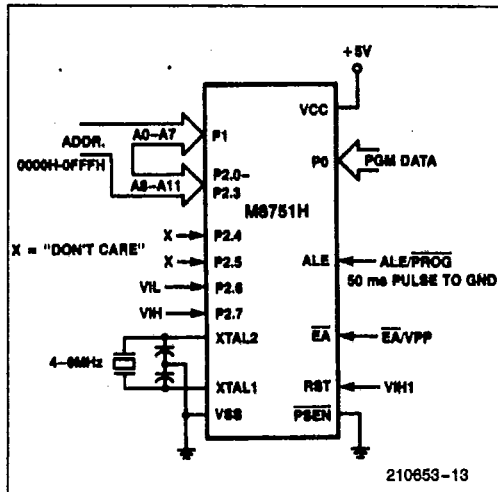 +5V
VCC
A0–A7
P1
ADDR.
0000H-0FFFH
P0
PGM DATA
P2.0–
P2.3
A8–A11
M8751H
X = "DON'T CARE"
X
P2.4
X
P2.5
ALE
ALE/PROG
50 ms PULSE TO GND
VIL
P2.6
VIH
P2.7
XTAL2
EA
EA/VPP
4–6MHz
XTAL1
RST
VIH1
VSS
PSEN
210653-13